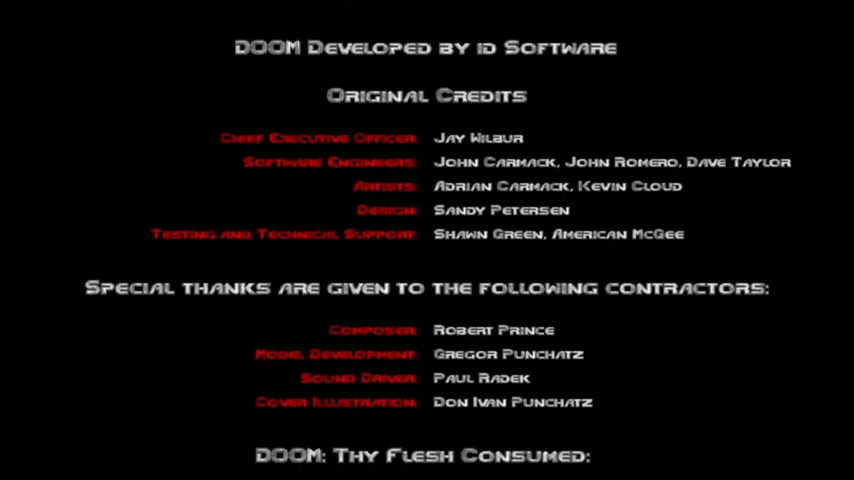 DOOM Developed by id Software
Original Credits
Chief Executive Officer: Jay Wilbur
Software Engineers: John Carmack, John Romero, Dave Taylor
Artists: Adrian Carmack, Kevin Cloud
Design: Sandy Petersen
Testing and Technical Support: Shawn Green, American McGee
Special thanks are given to the following contractors:
Composer: Robert Prince
Model Development: Gregor Punchatz
Sound Driver: Paul Radek
Cover Illustration: Don Ivan Punchatz
DOOM: Thy Flesh Consumed: